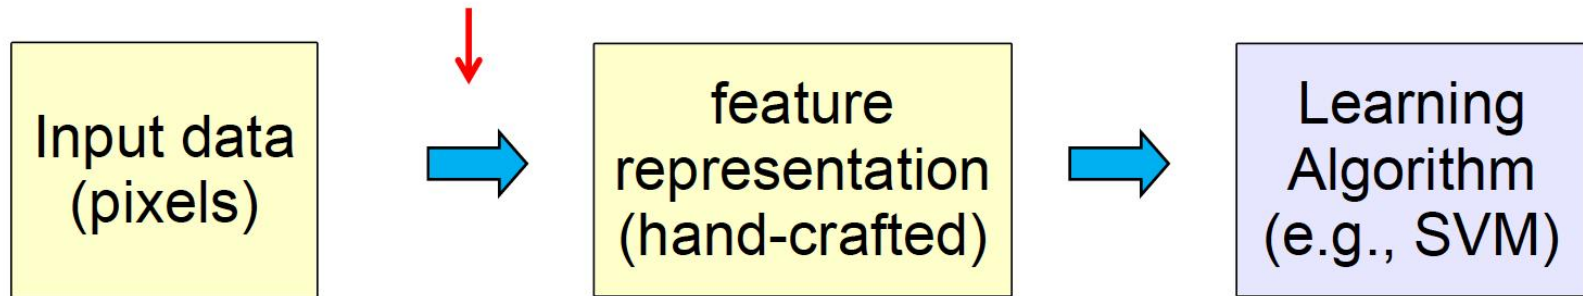 Input data
(pixels)
feature
representation
(hand-crafted)
Learning
Algorithm
(e.g., SVM)